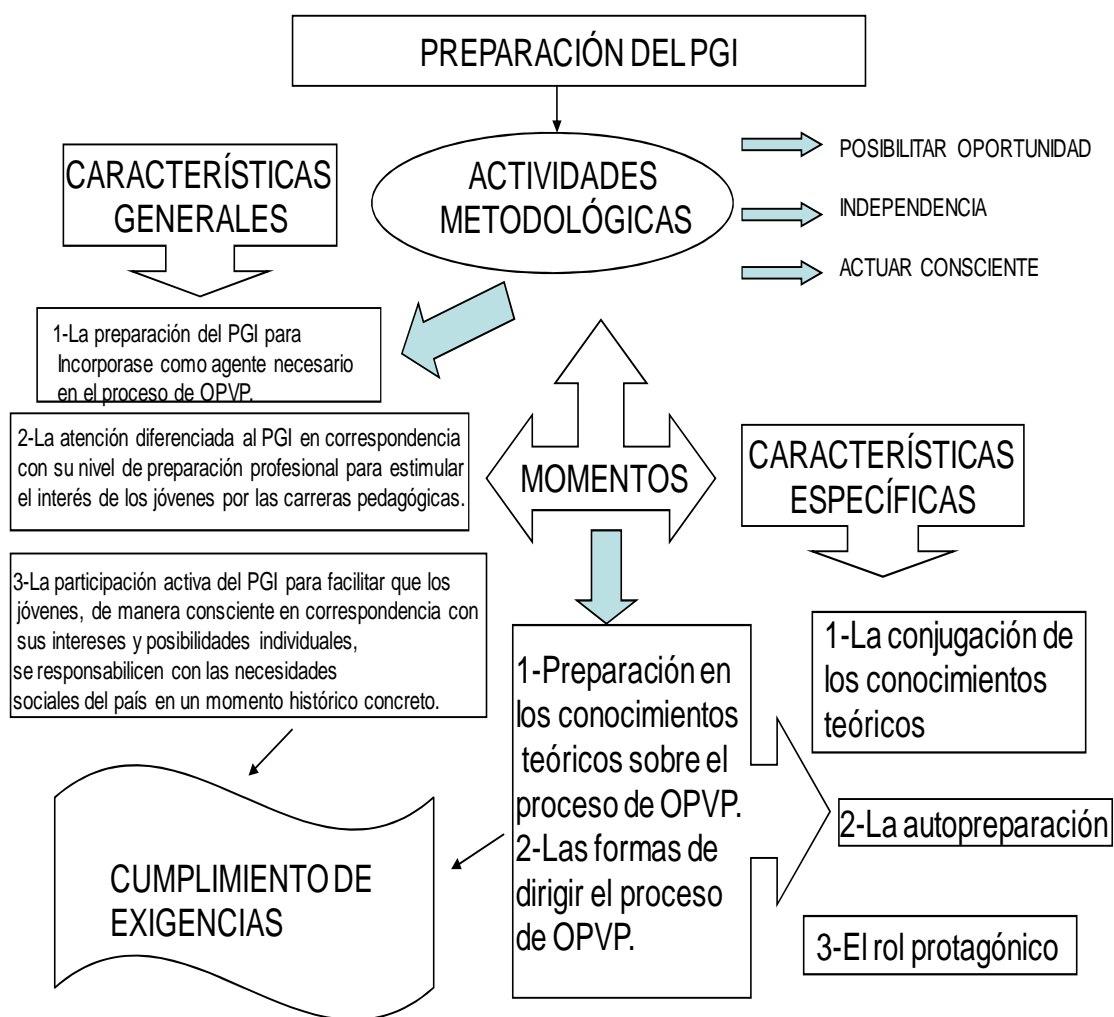 PREPARACIÓN DEL PGI
ACTIVIDADES
METODOLÓGICAS
POSIBILITAR OPORTUNIDAD
INDEPENDENCIA
ACTUAR CONSCIENTE
CARACTERÍSTICAS
GENERALES
1-La preparación del PGI para
Incorporase como agente necesario
en el proceso de OPVP.
2-La atención diferenciada al PGI en correspondencia
con su nivel de preparación profesional para estimular
el interés de los jóvenes por las carreras pedagógicas.
3-La participación activa del PGI para facilitar que los
jóvenes, de manera consciente en correspondencia con
sus intereses y posibilidades individuales,
se responsabilicen con las necesidades
sociales del país en un momento histórico concreto.
MOMENTOS
CARACTERÍSTICAS
ESPECÍFICAS
1-Preparación en
los conocimientos
teóricos sobre el
proceso de OPVP.
2-Las formas de
dirigir el proceso
de OPVP.
1-La conjugación de
los conocimientos
teóricos
2-La autopreparación
3-El rol protagónico
CUMPLIMIENTO DE
EXIGENCIAS